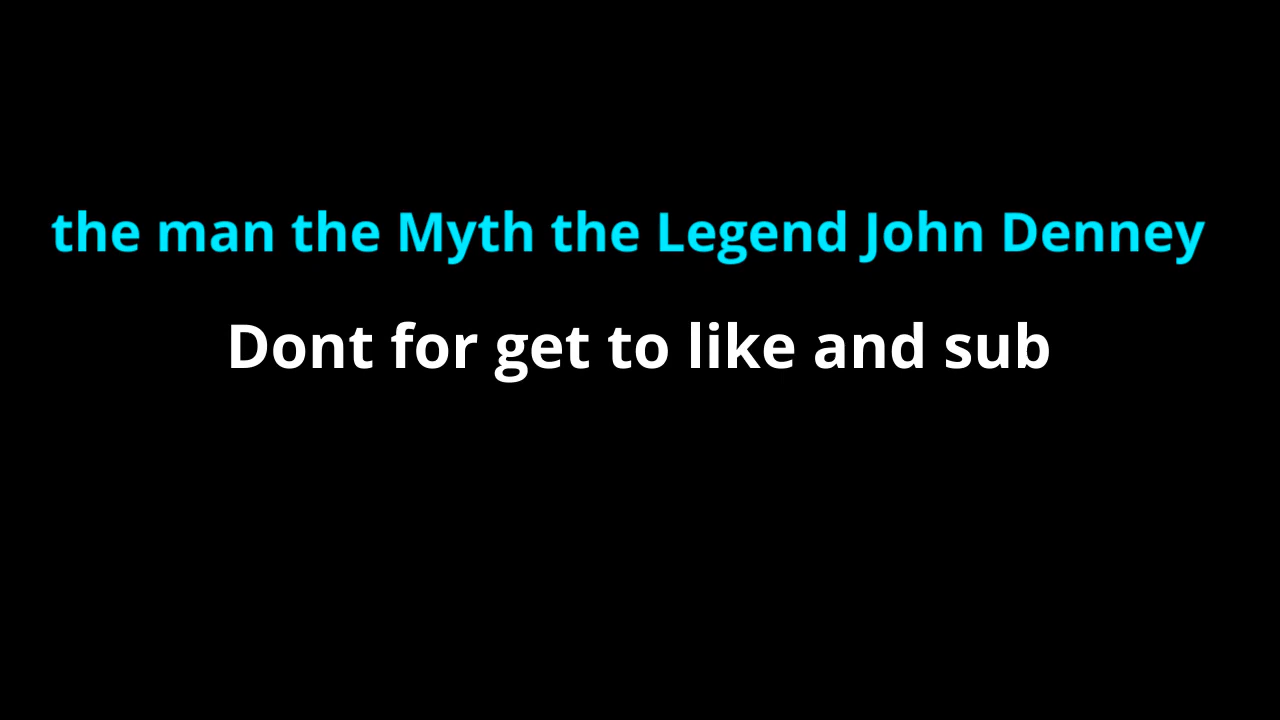 the man the Myth the Legend John Denney
Dont for get to like and sub